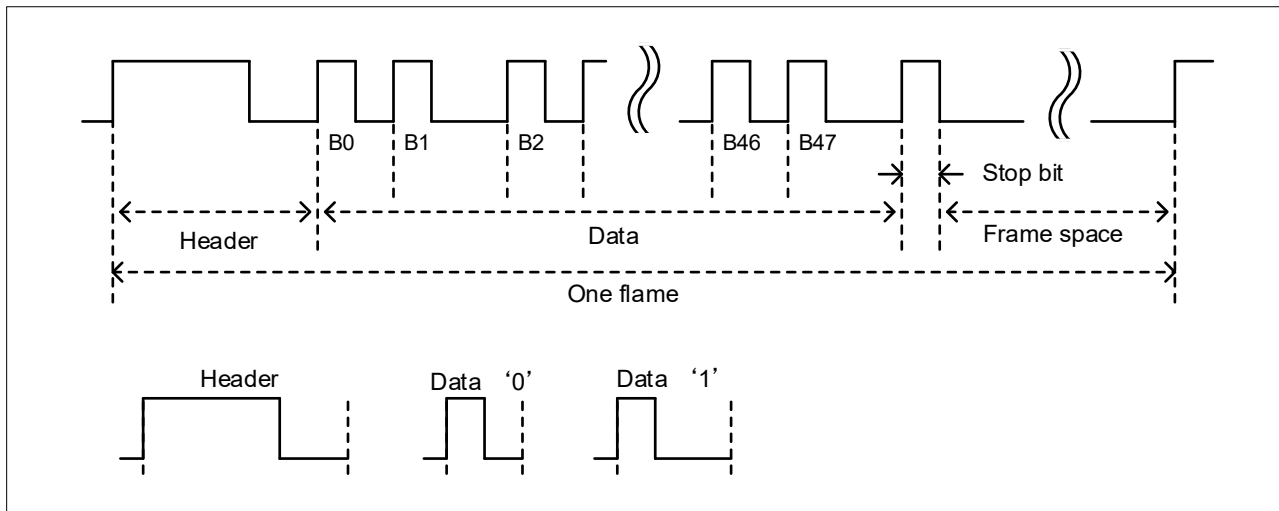 B0 B1 B2 B46 B47
Stop bit
Header Data Frame space
One flame
Header Data ‘0’ Data ‘1’